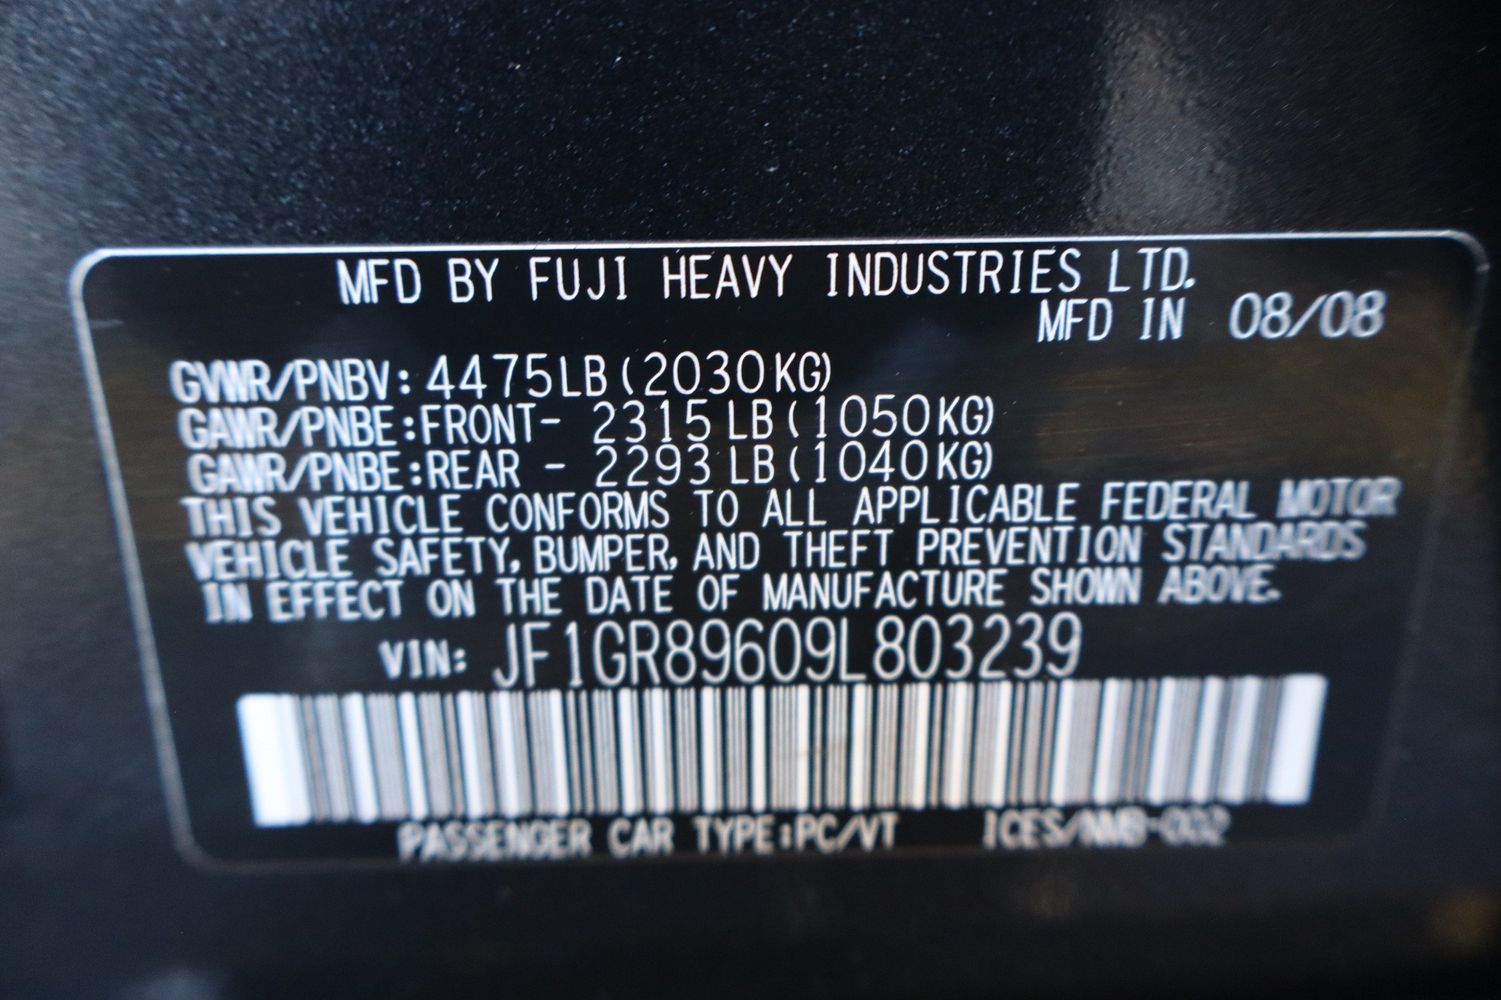 MFD BY FUJI HEAVY INDUSTRIES LTD.
MFD IN 08/08
GVWR/PNBV: 4475LB (2030KG)
GAWR/PNBE:FRONT- 2315LB (1050KG)
GAWR/PNBE:REAR - 2293LB (1040KG)
THIS VEHICLE CONFORMS TO ALL APPLICABLE FEDERAL MOTOR
VEHICLE SAFETY, BUMPER, AND THEFT PREVENTION STANDARDS
IN EFFECT ON THE DATE OF MANUFACTURE SHOWN ABOVE.
VIN: JF1GR89609L803239
PASSENGER CAR TYPE:PC/VT ICES/NMB-002